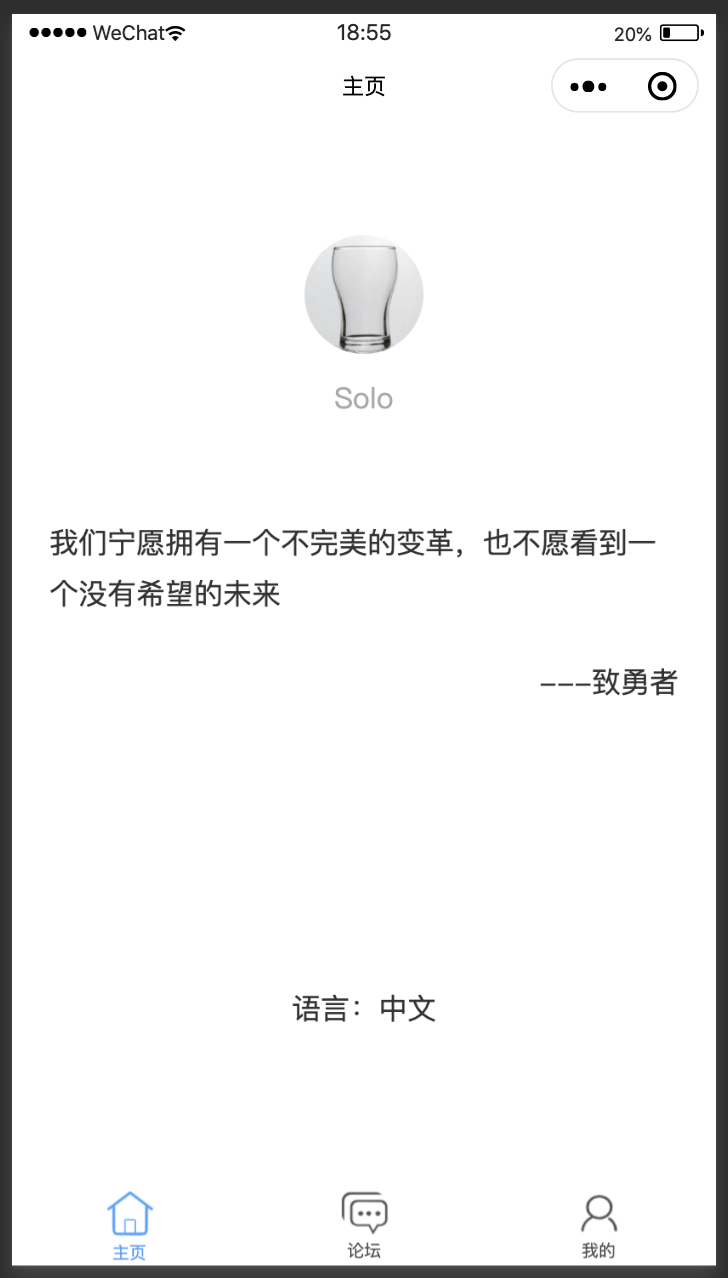 ●●●●● WeChat 18:55 20%
主页
Solo
我们宁愿拥有一个不完美的变革，也不愿看到一
个没有希望的未来
---致勇者
语言：中文
主页 论坛 我的